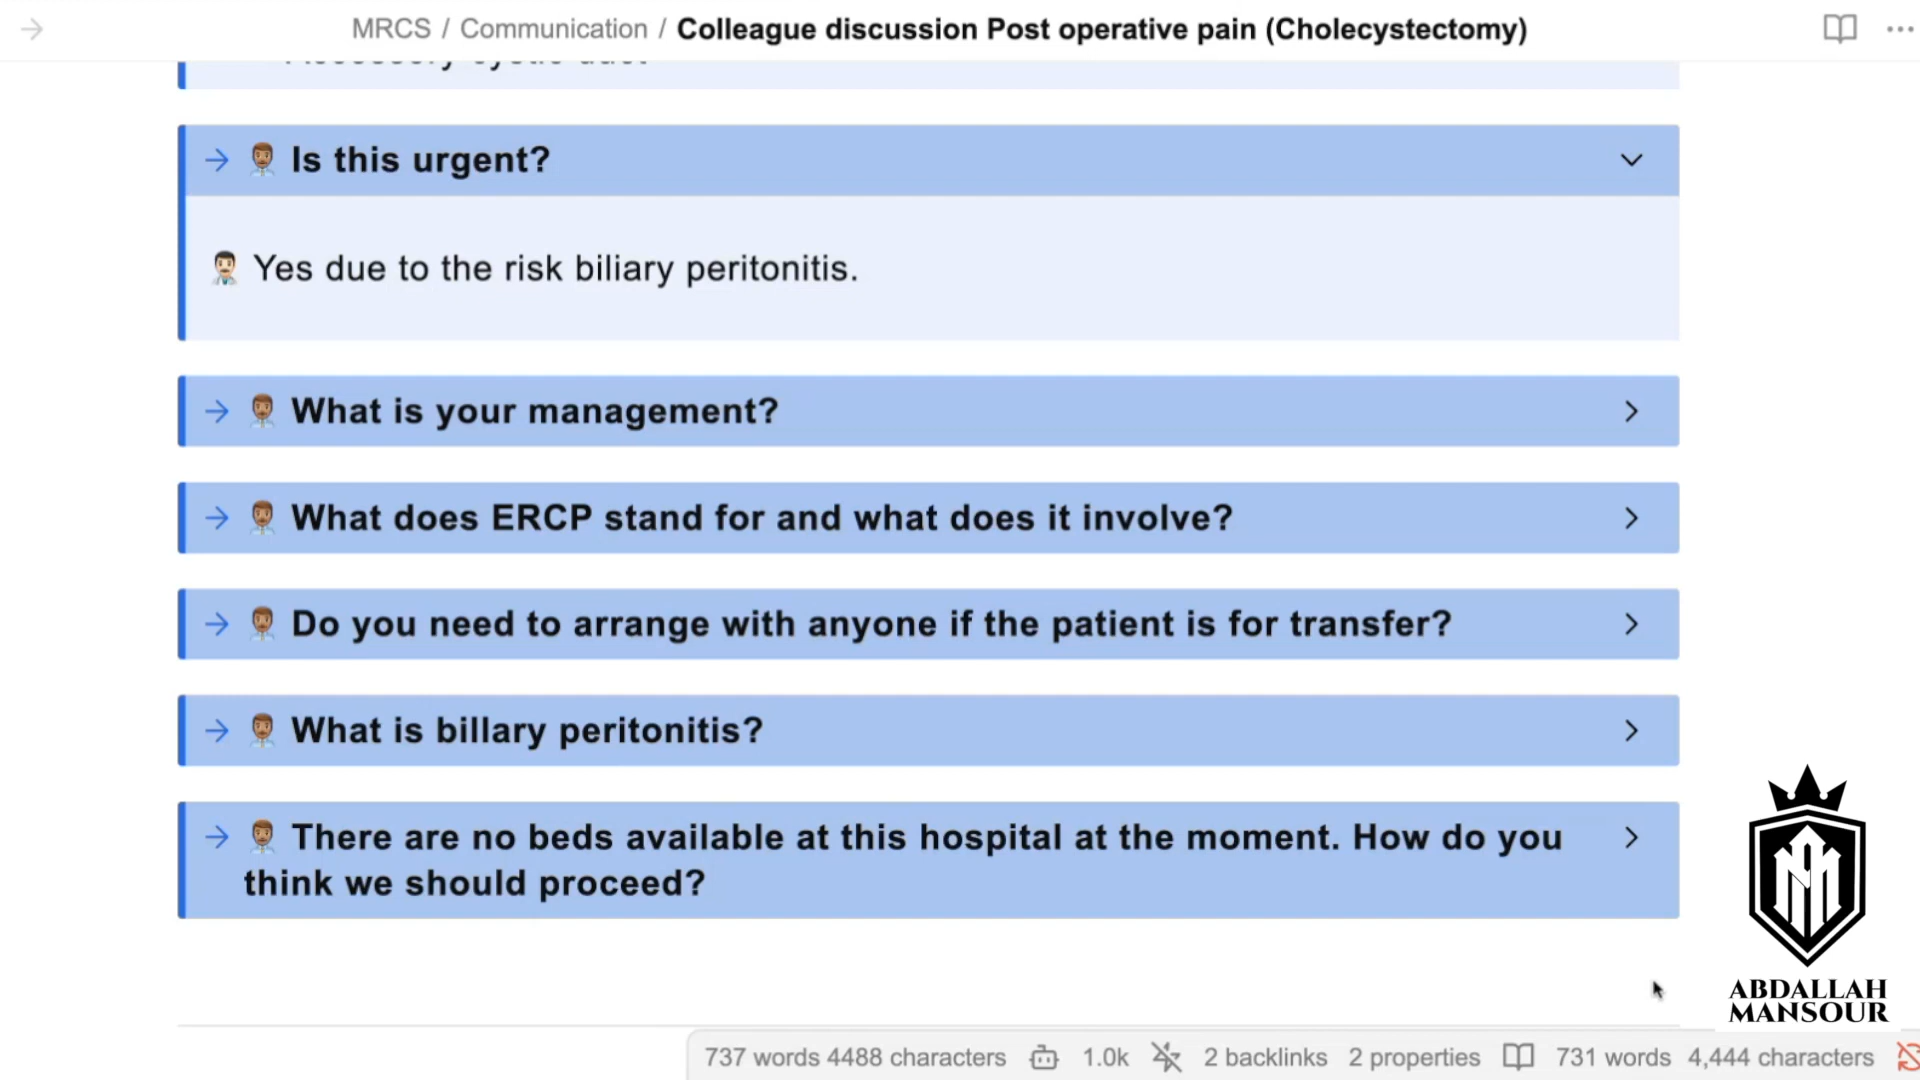 MRCS / Communication / Colleague discussion Post operative pain (Cholecystectomy)
Is this urgent?
Yes due to the risk biliary peritonitis.
What is your management?
What does ERCP stand for and what does it involve?
Do you need to arrange with anyone if the patient is for transfer?
What is billary peritonitis?
There are no beds available at this hospital at the moment. How do you
think we should proceed?
ABDALLAH
MANSOUR
737 words 4488 characters 1.0k 2 backlinks 2 properties 731 words 4,444 characters